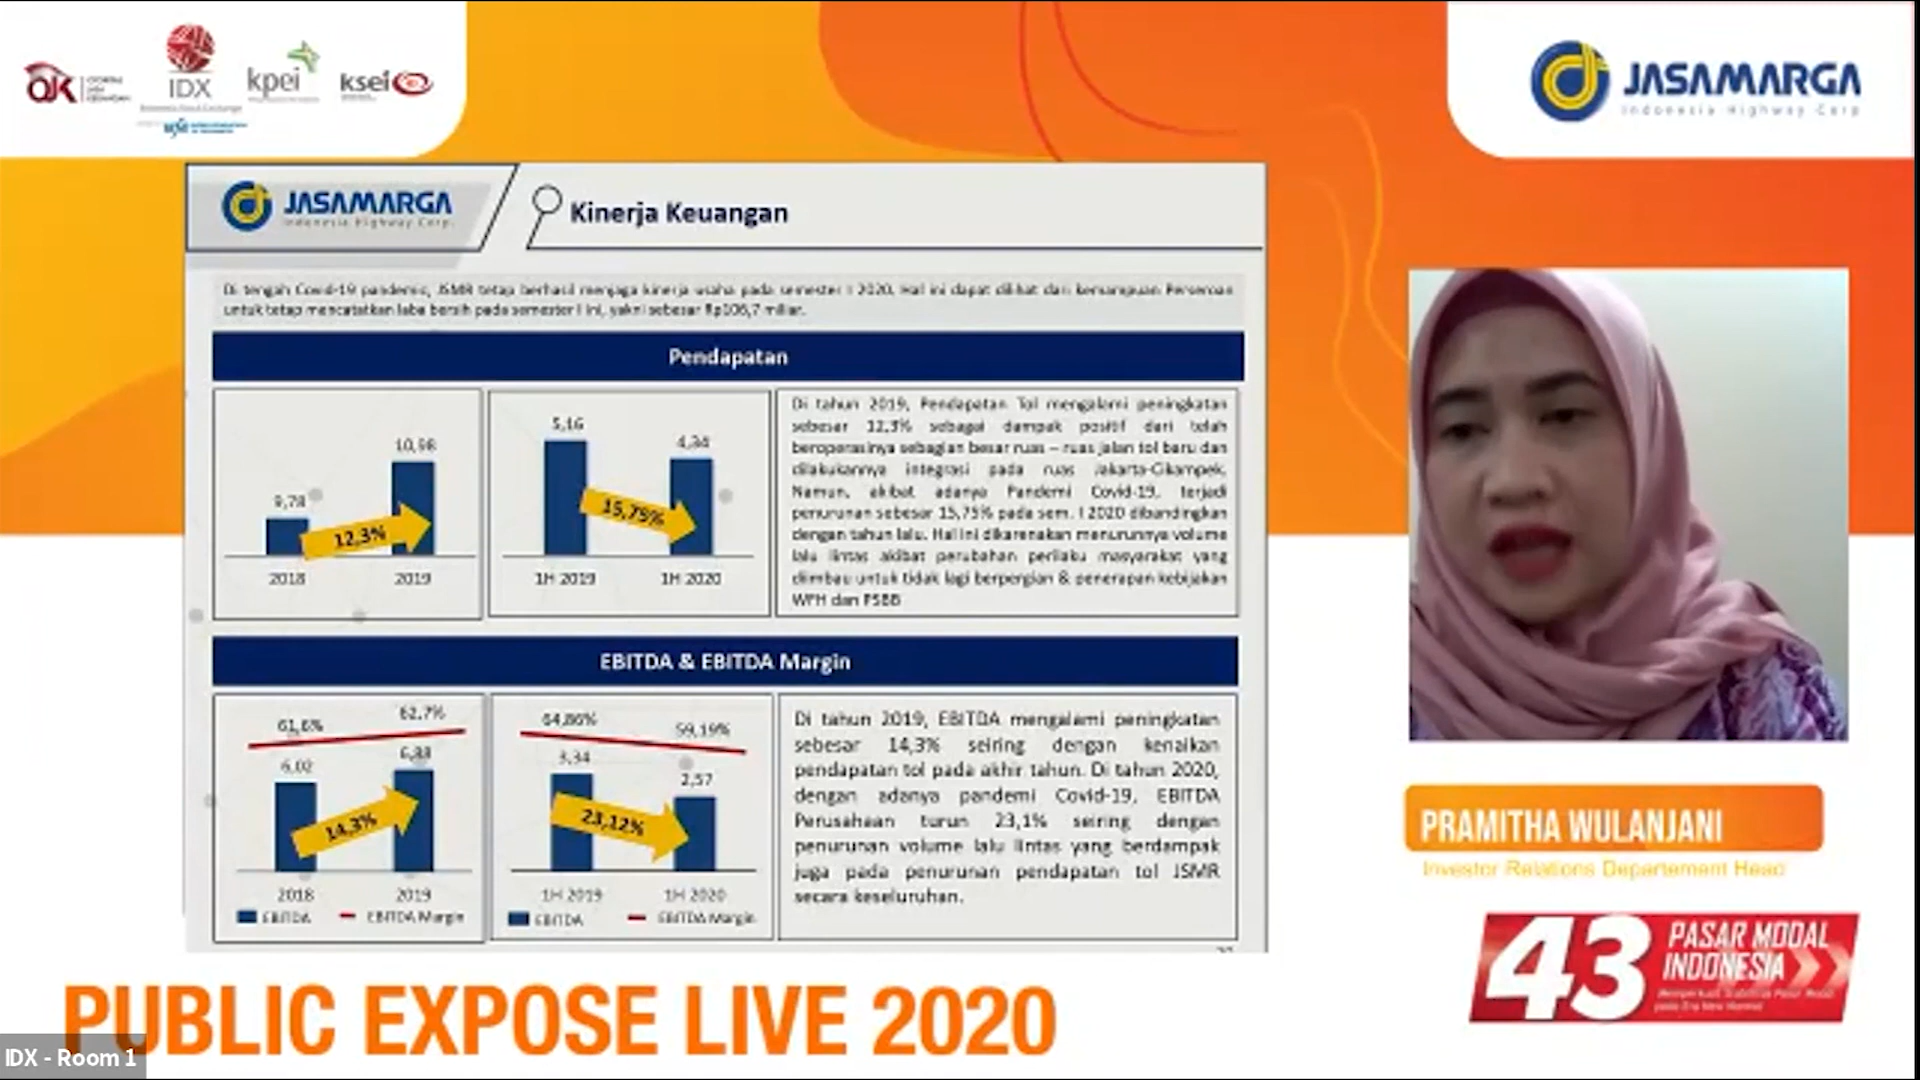 OJK
OTORITAS
JASA
KEUANGAN
IDX
Indonesia Stock Exchange
kpei
ksei
JASAMARGA
Indonesia Highway Corp
JASAMARGA
Indonesia Highway Corp.
Kinerja Keuangan
Di tengah Covid-19 pandemic, JSMR tetap berhasil menjaga kinerja usaha pada semester I 2020. Hal ini dapat dilihat dari kemampuan Perseroan
untuk tetap mencatatkan laba bersih pada semester I ini, yakni sebesar Rp106,7 miliar.
Pendapatan
9,78
10,98
12,3%
2018
2019
5,16
4,34
15,75%
1H 2019
1H 2020
Di tahun 2019, Pendapatan Tol mengalami peningkatan
sebesar 12,3% sebagai dampak positif dari telah
beroperasinya sebagian besar ruas – ruas jalan tol baru dan
dilakukannya integrasi pada ruas Jakarta-Cikampek.
Namun, akibat adanya Pandemi Covid-19, terjadi
penurunan sebesar 15,75% pada sem. I 2020 dibandingkan
dengan tahun lalu. Hal ini dikarenakan menurunnya volume
lalu lintas akibat perubahan perilaku masyarakat yang
diimbau untuk tidak lagi berpergian & penerapan kebijakan
WFH dan PSBB
EBITDA & EBITDA Margin
61,6%
62,7%
6,02
6,88
14,3%
2018
2019
EBITDA
EBITDA Margin
64,86%
59,19%
3,34
2,57
23,12%
1H 2019
1H 2020
EBITDA
EBITDA Margin
Di tahun 2019, EBITDA mengalami peningkatan
sebesar 14,3% seiring dengan kenaikan
pendapatan tol pada akhir tahun. Di tahun 2020,
dengan adanya pandemi Covid-19, EBITDA
Perusahaan turun 23,1% seiring dengan
penurunan volume lalu lintas yang berdampak
juga pada penurunan pendapatan tol JSMR
secara keseluruhan.
PRAMITHA WULANJANI
Investor Relations Departement Head
43 PASAR MODAL
INDONESIA
PUBLIC EXPOSE LIVE 2020
IDX - Room 1